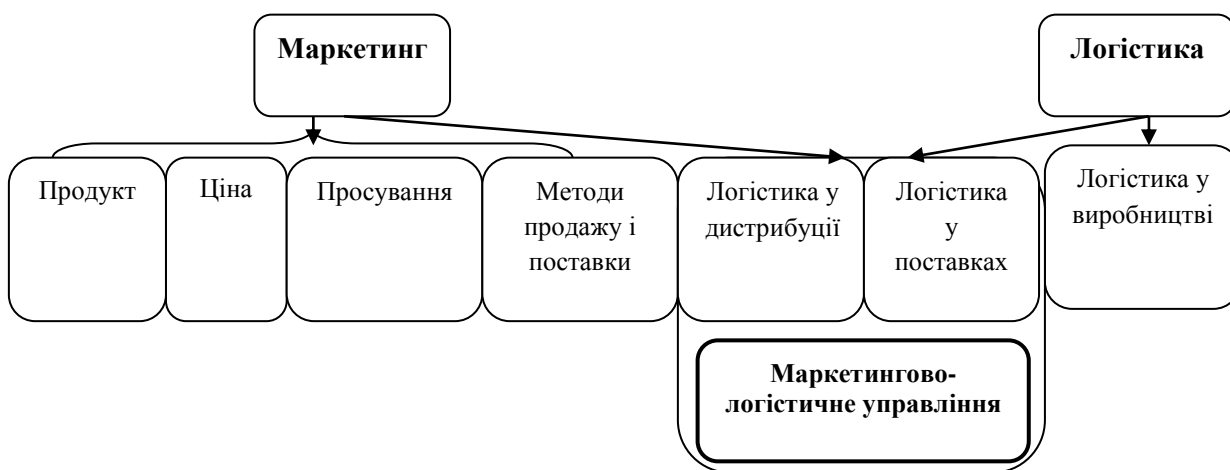 Маркетинг
Логістика
Продукт
Ціна
Просування
Методи
продажу і
поставки
Логістика у
дистрибуції
Логістика
у
поставках
Логістика у
виробництві
Маркетингово-
логістичне управління